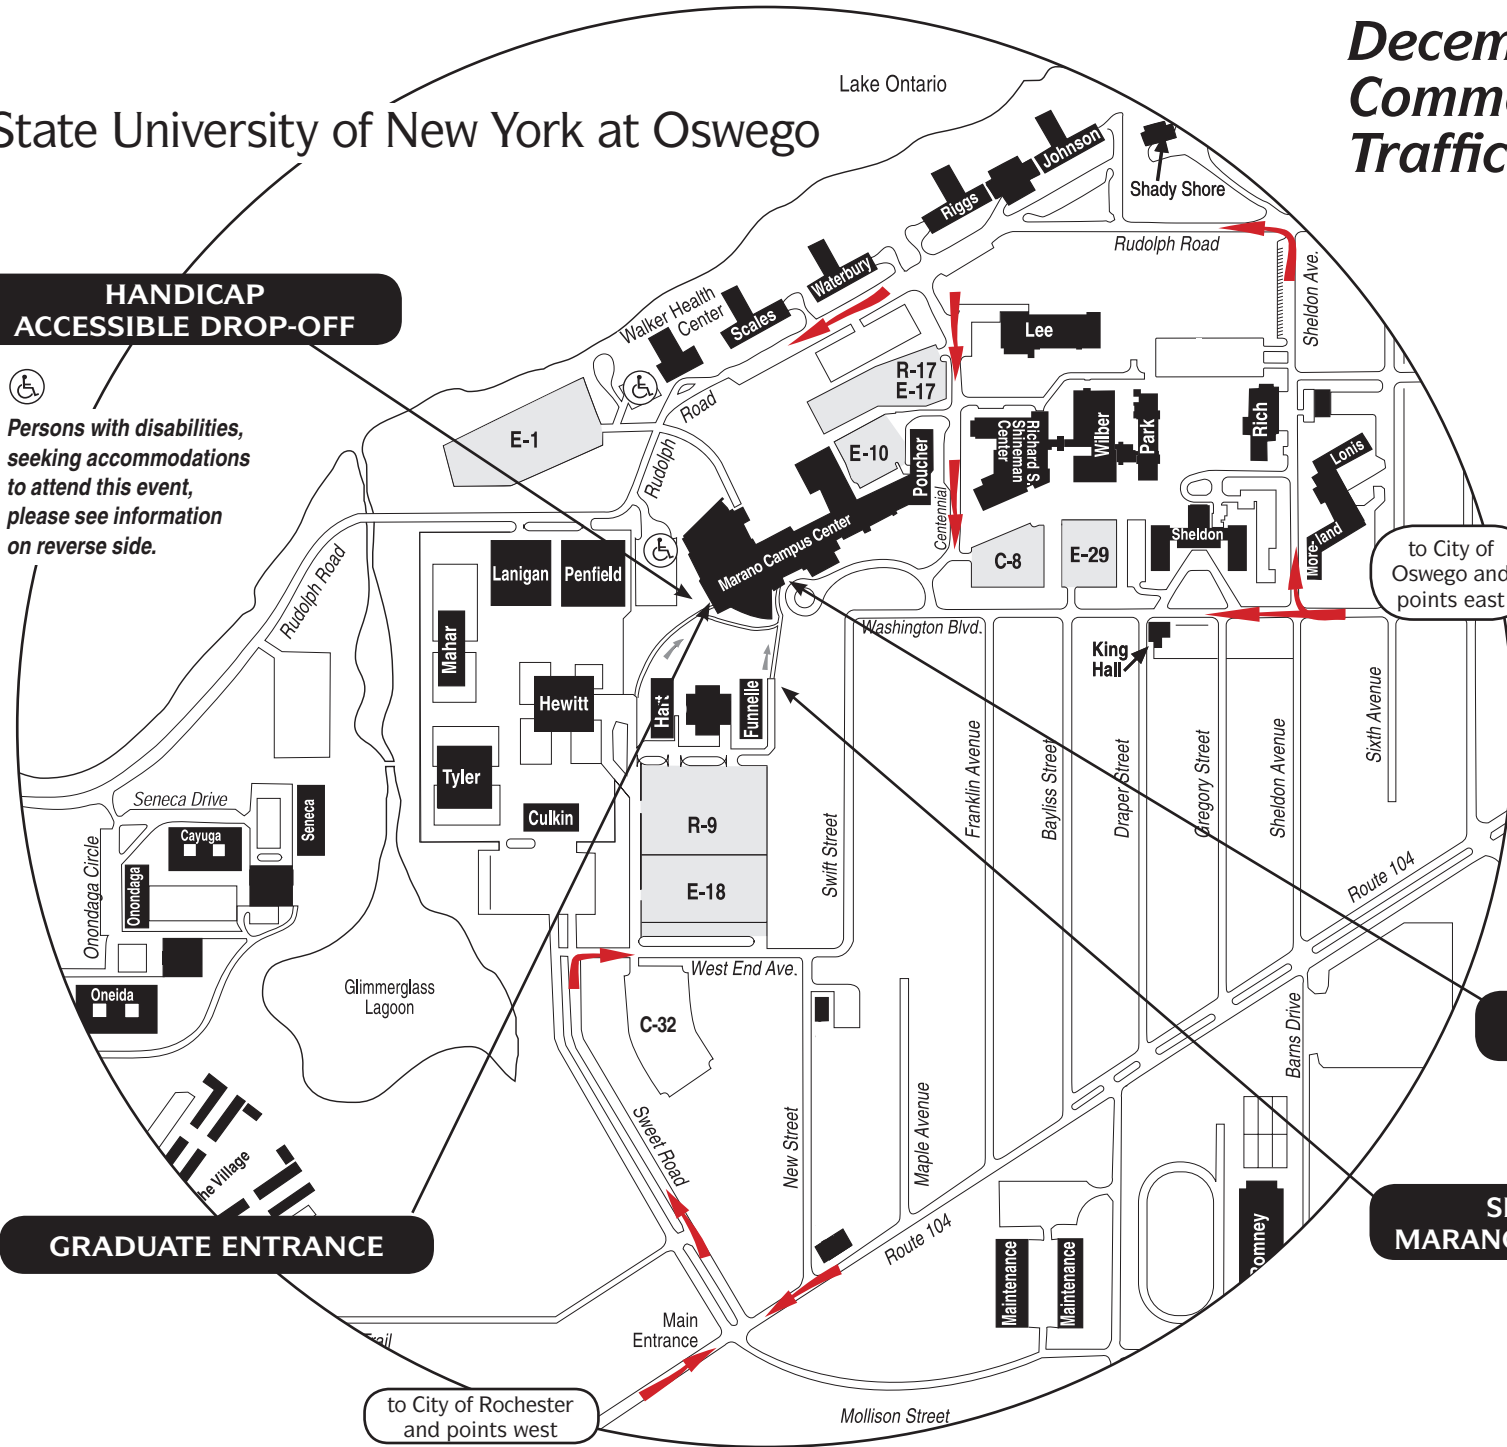 State University of New York at Oswego
Lake Ontario
Decem
Comme
Traffic
HANDICAP
ACCESSIBLE DROP-OFF
Persons with disabilities,
seeking accommodations
to attend this event,
please see information
on reverse side.
Johnson
Shady Shore
Riggs
Rudolph Road
Waterbury
Sheldon Ave.
Walker Health
Center
Scales
Lee
R-17
E-17
Road
Rudolph
E-1
E-10
Poucher
Richard S.
Shineman
Center
Wilber
Park
Rich
Lonis
Centennial
Marano Campus Center
C-8
E-29
Sheldon
More-land
to City of
Oswego and
points east
Rudolph Road
Lanigan
Penfield
Mahar
Washington Blvd.
King
Hall
Hewitt
Hart
Funnelle
Tyler
Culkin
Seneca Drive
Seneca
Cayuga
Onondaga Circle
Onondaga
Oneida
R-9
E-18
Swift Street
Franklin Avenue
Bayliss Street
Draper Street
Gregory Street
Sheldon Avenue
Sixth Avenue
Route 104
West End Ave.
Glimmerglass
Lagoon
C-32
Barns Drive
he Village
Sweet Road
New Street
Maple Avenue
GRADUATE ENTRANCE
Route 104
Maintenance
Maintenance
Romney
MARANO
Main
Entrance
Trail
to City of Rochester
and points west
Mollison Street